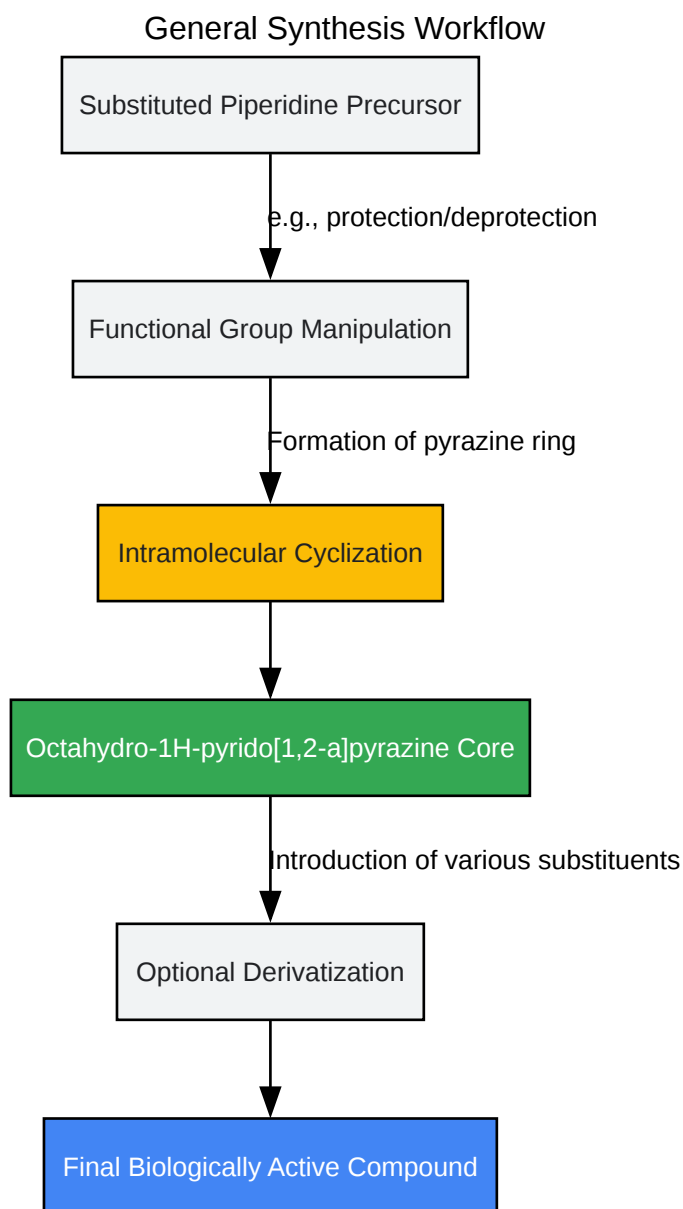 General Synthesis Workflow
Substituted Piperidine Precursor
e.g., protection/deprotection
Functional Group Manipulation
Formation of pyrazine ring
Intramolecular Cyclization
Octahydro-1H-pyrido[1,2-a]pyrazine Core
Introduction of various substituents
Optional Derivatization
Final Biologically Active Compound